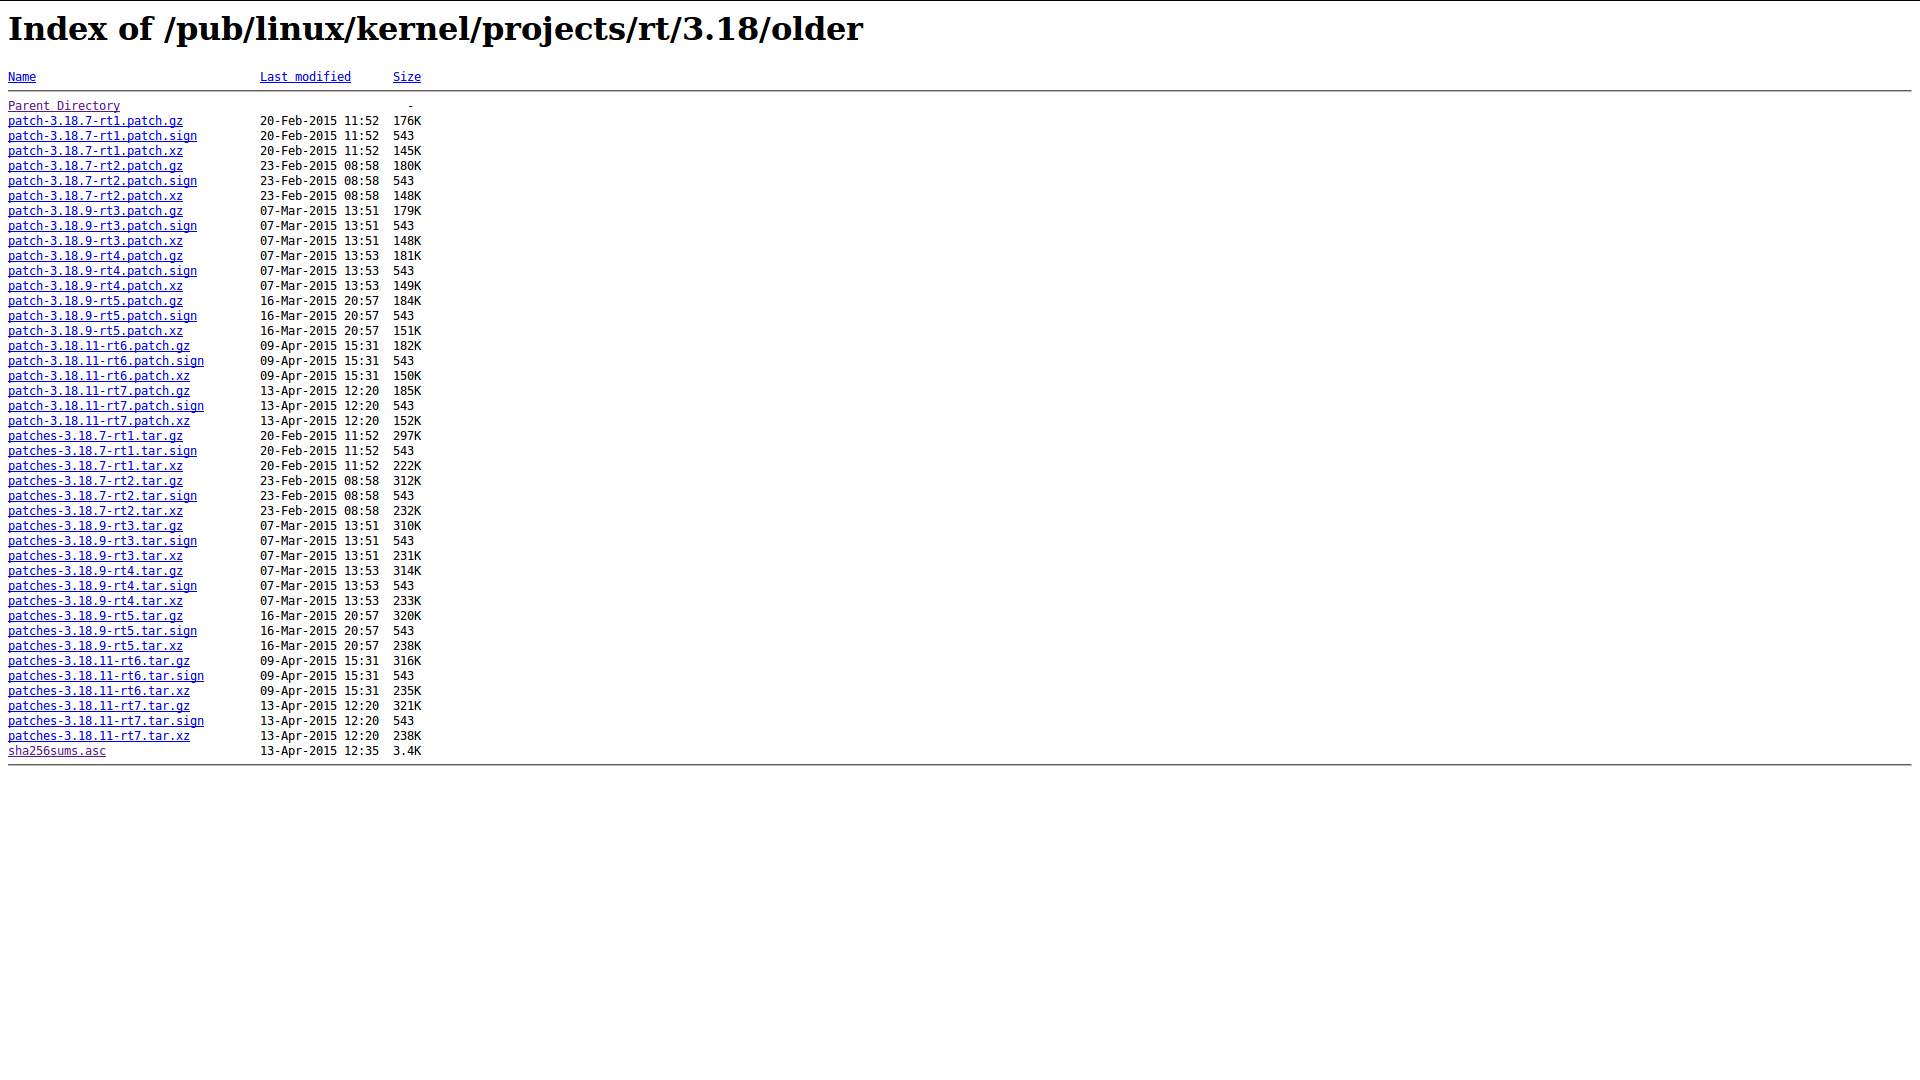 Index of /pub/linux/kernel/projects/rt/3.18/older
Name Last modified Size
Parent Directory -
patch-3.18.7-rt1.patch.gz 20-Feb-2015 11:52 176K
patch-3.18.7-rt1.patch.sign 20-Feb-2015 11:52 543
patch-3.18.7-rt1.patch.xz 20-Feb-2015 11:52 145K
patch-3.18.7-rt2.patch.gz 23-Feb-2015 08:58 180K
patch-3.18.7-rt2.patch.sign 23-Feb-2015 08:58 543
patch-3.18.7-rt2.patch.xz 23-Feb-2015 08:58 148K
patch-3.18.9-rt3.patch.gz 07-Mar-2015 13:51 179K
patch-3.18.9-rt3.patch.sign 07-Mar-2015 13:51 543
patch-3.18.9-rt3.patch.xz 07-Mar-2015 13:51 148K
patch-3.18.9-rt4.patch.gz 07-Mar-2015 13:53 181K
patch-3.18.9-rt4.patch.sign 07-Mar-2015 13:53 543
patch-3.18.9-rt4.patch.xz 07-Mar-2015 13:53 149K
patch-3.18.9-rt5.patch.gz 16-Mar-2015 20:57 184K
patch-3.18.9-rt5.patch.sign 16-Mar-2015 20:57 543
patch-3.18.9-rt5.patch.xz 16-Mar-2015 20:57 151K
patch-3.18.11-rt6.patch.gz 09-Apr-2015 15:31 182K
patch-3.18.11-rt6.patch.sign 09-Apr-2015 15:31 543
patch-3.18.11-rt6.patch.xz 09-Apr-2015 15:31 150K
patch-3.18.11-rt7.patch.gz 13-Apr-2015 12:20 185K
patch-3.18.11-rt7.patch.sign 13-Apr-2015 12:20 543
patch-3.18.11-rt7.patch.xz 13-Apr-2015 12:20 152K
patches-3.18.7-rt1.tar.gz 20-Feb-2015 11:52 297K
patches-3.18.7-rt1.tar.sign 20-Feb-2015 11:52 543
patches-3.18.7-rt1.tar.xz 20-Feb-2015 11:52 222K
patches-3.18.7-rt2.tar.gz 23-Feb-2015 08:58 312K
patches-3.18.7-rt2.tar.sign 23-Feb-2015 08:58 543
patches-3.18.7-rt2.tar.xz 23-Feb-2015 08:58 232K
patches-3.18.9-rt3.tar.gz 07-Mar-2015 13:51 310K
patches-3.18.9-rt3.tar.sign 07-Mar-2015 13:51 543
patches-3.18.9-rt3.tar.xz 07-Mar-2015 13:51 231K
patches-3.18.9-rt4.tar.gz 07-Mar-2015 13:53 314K
patches-3.18.9-rt4.tar.sign 07-Mar-2015 13:53 543
patches-3.18.9-rt4.tar.xz 07-Mar-2015 13:53 233K
patches-3.18.9-rt5.tar.gz 16-Mar-2015 20:57 320K
patches-3.18.9-rt5.tar.sign 16-Mar-2015 20:57 543
patches-3.18.9-rt5.tar.xz 16-Mar-2015 20:57 238K
patches-3.18.11-rt6.tar.gz 09-Apr-2015 15:31 316K
patches-3.18.11-rt6.tar.sign 09-Apr-2015 15:31 543
patches-3.18.11-rt6.tar.xz 09-Apr-2015 15:31 235K
patches-3.18.11-rt7.tar.gz 13-Apr-2015 12:20 321K
patches-3.18.11-rt7.tar.sign 13-Apr-2015 12:20 543
patches-3.18.11-rt7.tar.xz 13-Apr-2015 12:20 238K
sha256sums.asc 13-Apr-2015 12:35 3.4K